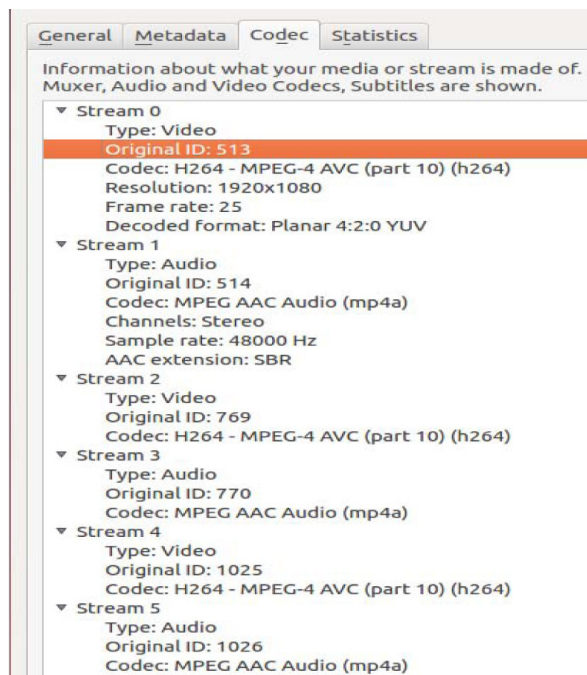 General Metadata Codec Statistics
Information about what your media or stream is made of.
Muxer, Audio and Video Codecs, Subtitles are shown.
Stream 0
Type: Video
Original ID: 513
Codec: H264 - MPEG-4 AVC (part 10) (h264)
Resolution: 1920x1080
Frame rate: 25
Decoded format: Planar 4:2:0 YUV
Stream 1
Type: Audio
Original ID: 514
Codec: MPEG AAC Audio (mp4a)
Channels: Stereo
Sample rate: 48000 Hz
AAC extension: SBR
Stream 2
Type: Video
Original ID: 769
Codec: H264 - MPEG-4 AVC (part 10) (h264)
Stream 3
Type: Audio
Original ID: 770
Codec: MPEG AAC Audio (mp4a)
Stream 4
Type: Video
Original ID: 1025
Codec: H264 - MPEG-4 AVC (part 10) (h264)
Stream 5
Type: Audio
Original ID: 1026
Codec: MPEG AAC Audio (mp4a)